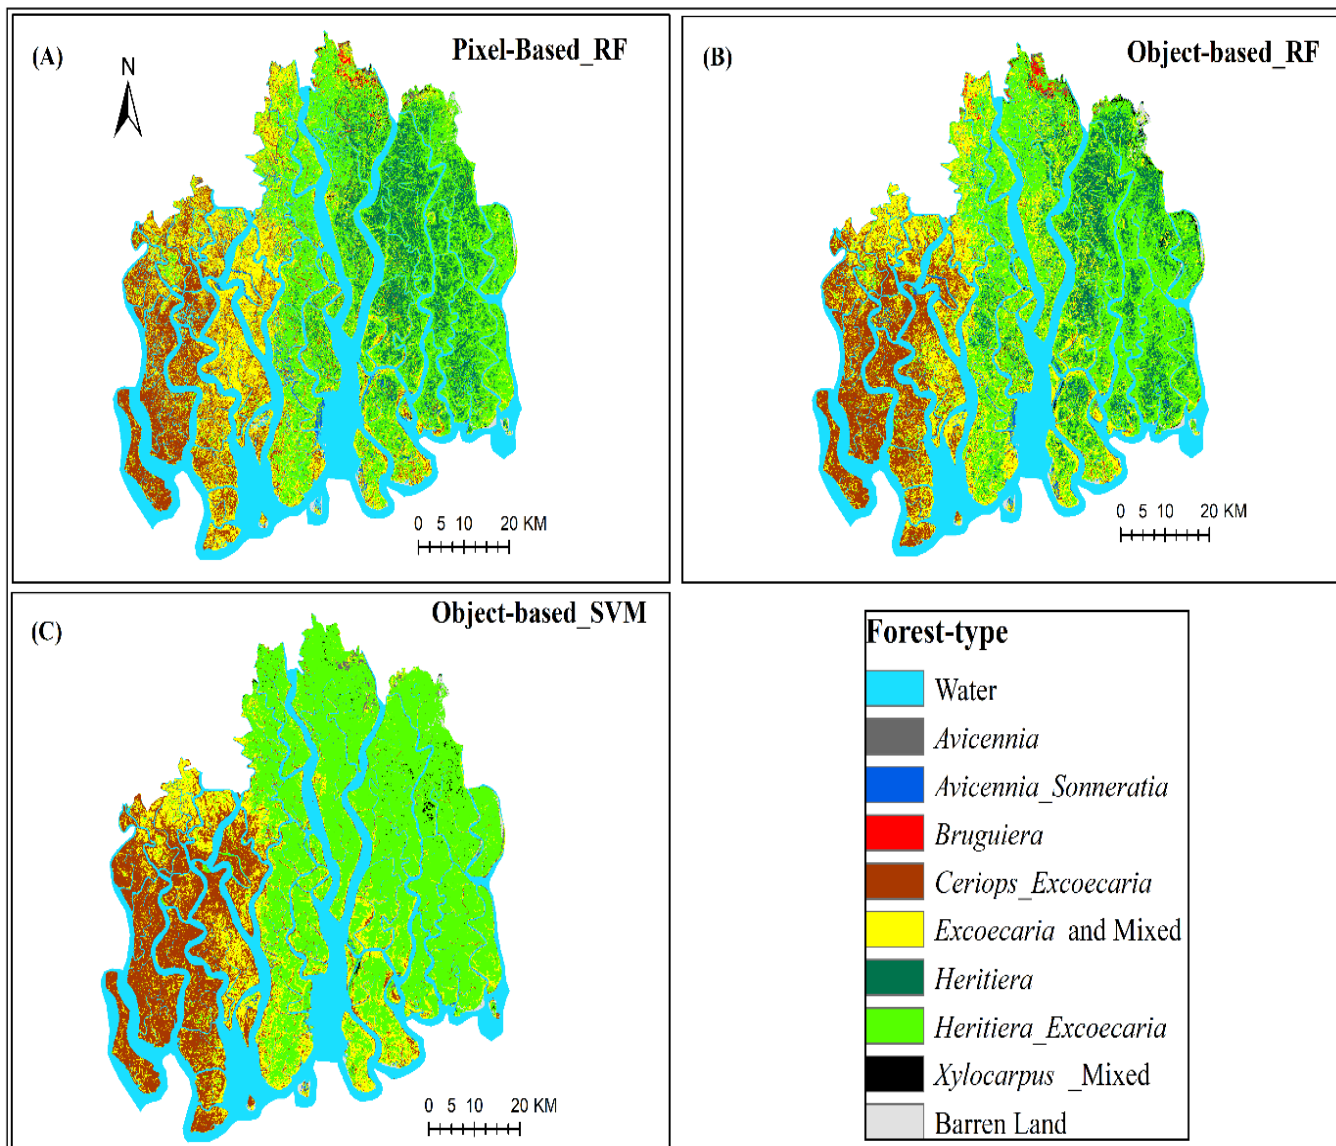 (A)
Pixel-Based_RF
N
0 5 10 20 KM
(B)
Object-based_RF
0 5 10 20 KM
(C)
Object-based_SVM
0 5 10 20 KM
Forest-type
Water
Avicennia
Avicennia_Sonneratia
Bruguiera
Ceriops_Excoecaria
Excoecaria and Mixed
Heritiera
Heritiera_Excoecaria
Xylocarpus _Mixed
Barren Land